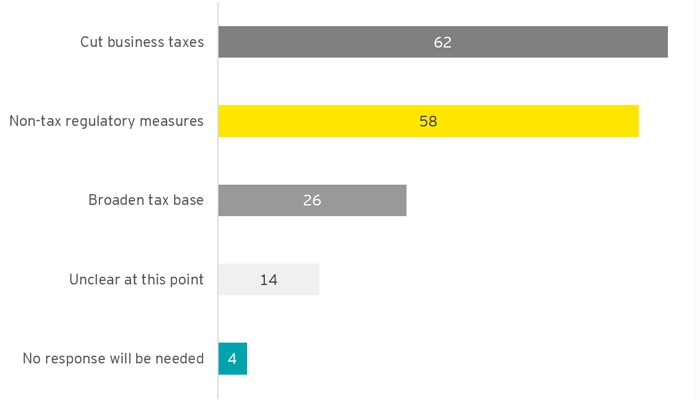 Cut business taxes 62
Non-tax regulatory measures 58
Broaden tax base 26
Unclear at this point 14
No response will be needed 4